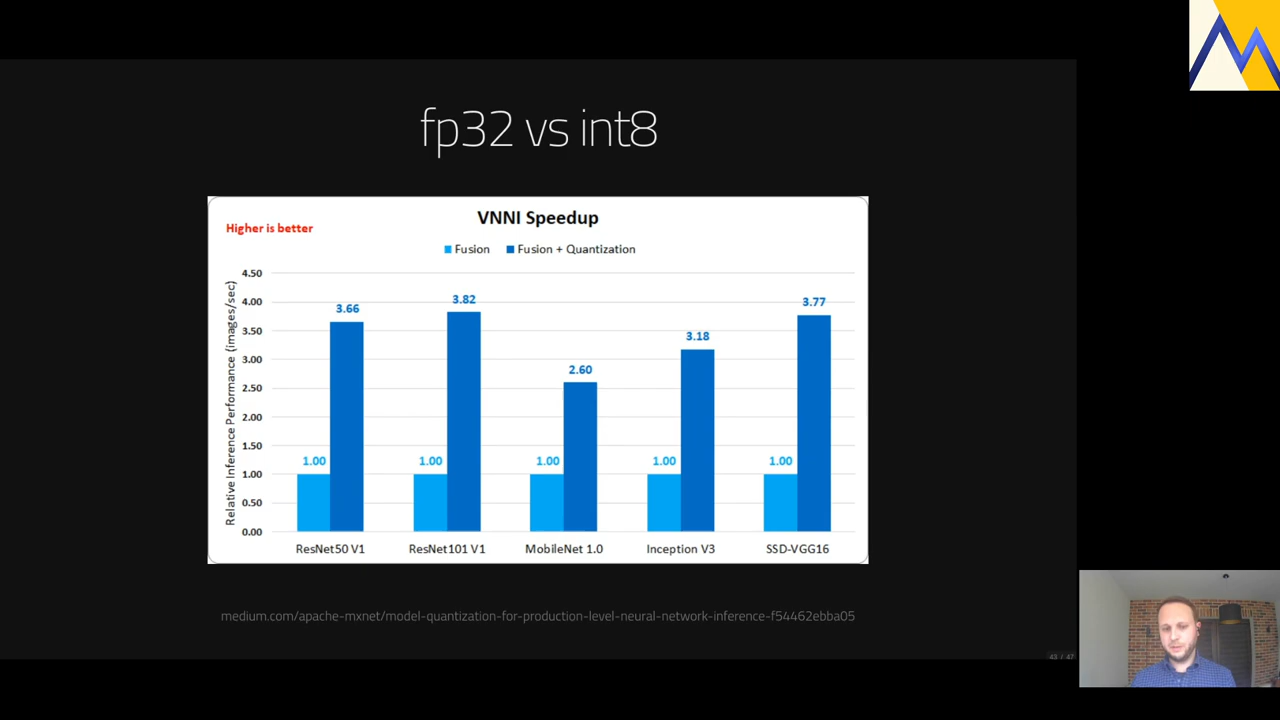 fp32 vs int8
VNNI Speedup
Higher is better
Fusion
Fusion + Quantization
Relative Inference Performance (images/sec)
4.50
4.00
3.50
3.00
2.50
2.00
1.50
1.00
0.50
0.00
1.00
3.66
1.00
3.82
1.00
2.60
1.00
3.18
1.00
3.77
ResNet50 V1
ResNet101 V1
MobileNet 1.0
Inception V3
SSD-VGG16
medium.com/apache-mxnet/model-quantization-for-production-level-neural-network-inference-f54462ebba05
43 / 47